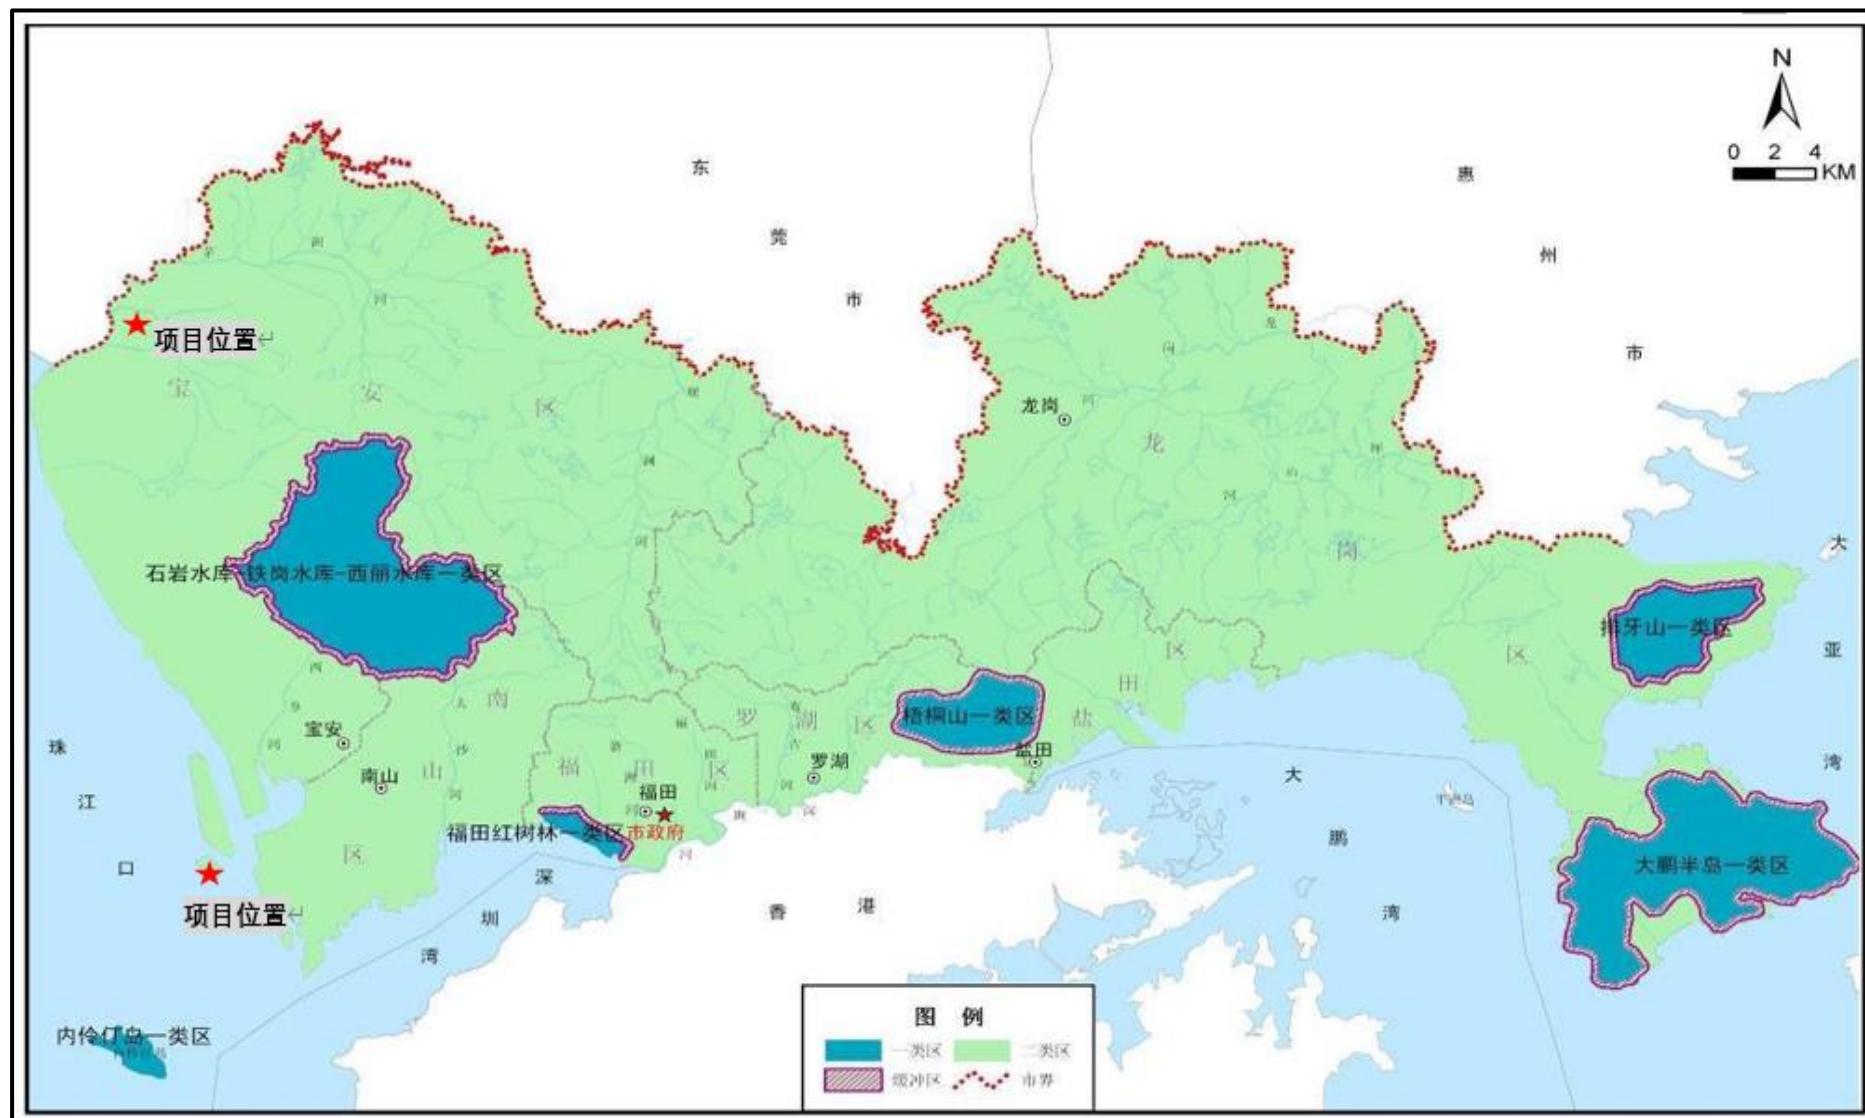 N
0 2 4
KM
东
莞
市
惠
州
市
项目位置
宝 安 区
龙岗
龙
岗
区
石岩水库-铁岗水库-西丽水库一类区
排牙山一类区
大
亚
湾
梧桐山一类区
盐
田
区
盐田
宝安
南山
南
山
区
福 田 区
福田
市政府
罗 湖 区
罗湖
福田红树林一类区
大鹏半岛一类区
珠
江
口
项目位置
深
圳
湾
香 港
大
鹏
湾
内伶仃岛一类区
图 例
一类区
二类区
缓冲区
市界